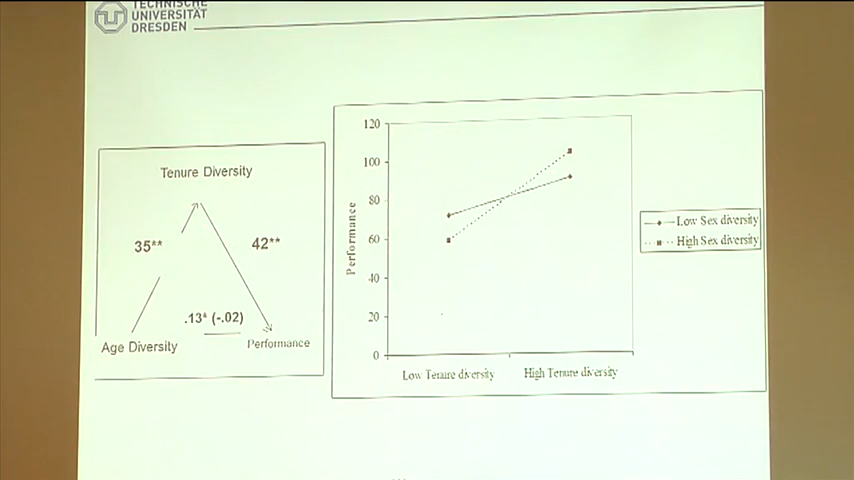 TECHNISCHE
UNIVERSITÄT
DRESDEN
Tenure Diversity
35**
42**
.13* (-.02)
Age Diversity
Performance
120
100
80
60
40
20
0
Performance
Low Tenure diversity
High Tenure diversity
Low Sex diversity
High Sex diversity